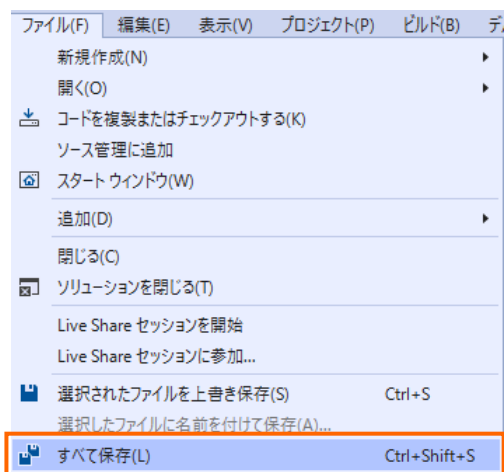 ファイル(F) 編集(E) 表示(V) プロジェクト(P) ビルド(B) デ
新規作成(N)
開く(O)
コードを複製またはチェックアウトする(K)
ソース管理に追加
スタート ウィンドウ(W)
追加(D)
閉じる(C)
ソリューションを閉じる(T)
Live Share セッションを開始
Live Share セッションに参加...
選択されたファイルを上書き保存(S) Ctrl+S
選択したファイルに名前を付けて保存(A)...
すべて保存(L) Ctrl+Shift+S